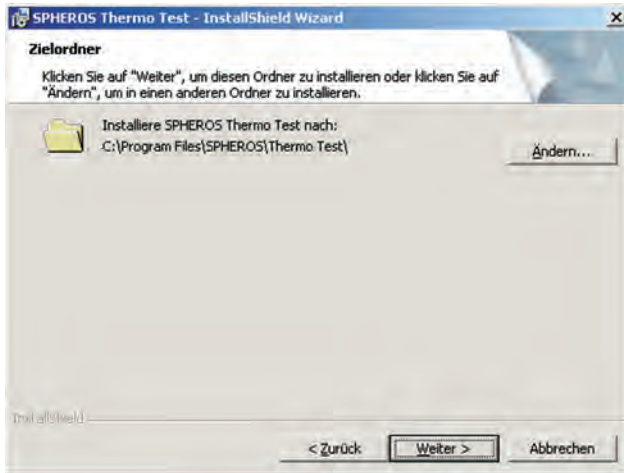 SPHEROS Thermo Test - InstallShield Wizard
Zielordner
Klicken Sie auf "Weiter", um diesen Ordner zu installieren oder klicken Sie auf
"Ändern", um in einen anderen Ordner zu installieren.
Installiere SPHEROS Thermo Test nach:
C:\Program Files\SPHEROS\Thermo Test\
Ändern...
InstallShield
< Zurück
Weiter >
Abbrechen